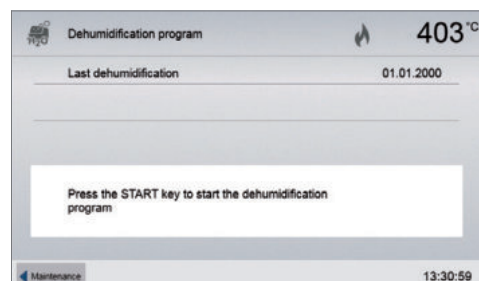 H2O
Dehumidification program
403 °C
Last dehumidification
01.01.2000
Press the START key to start the dehumidification
program
Maintenance
13:30:59